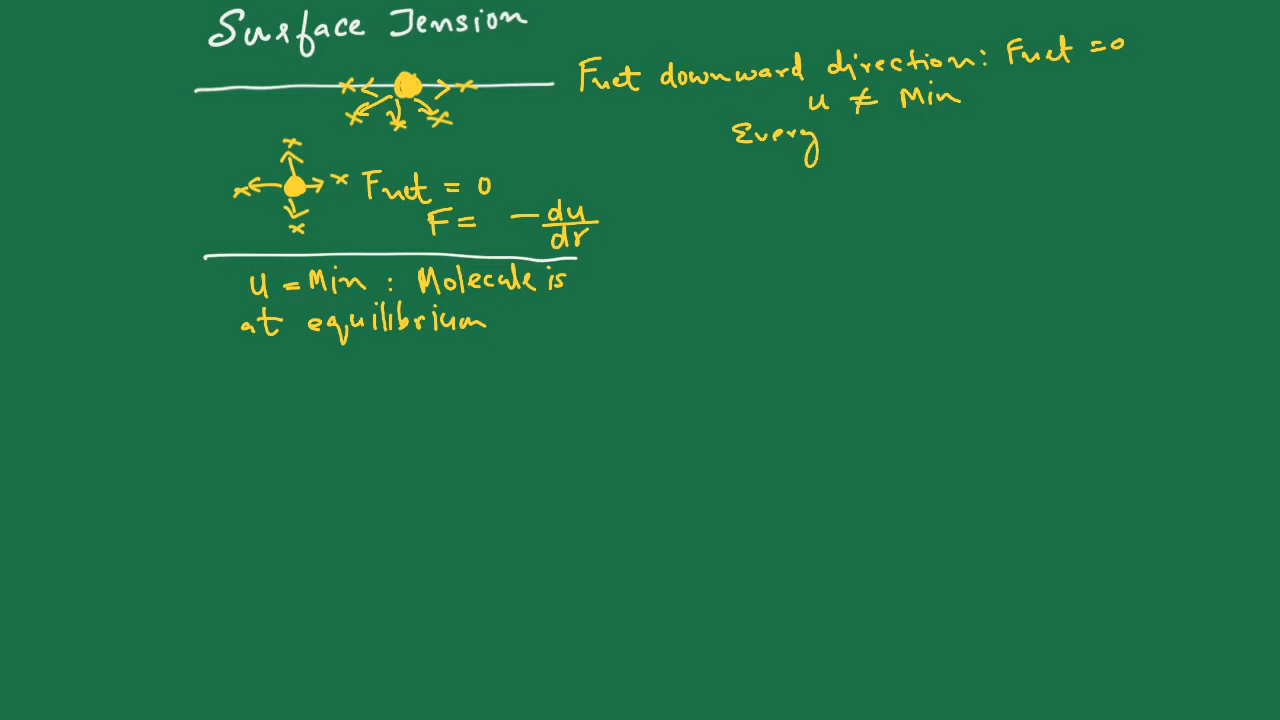 Surface Tension
Fnet downward direction: Fnet = 0
u ≠ Min
Every
Fnet = 0
F = - du/dr
U = Min : Molecule is
at equilibrium